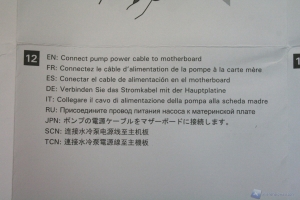 12
EN: Connect pump power cable to motherboard
FR: Connectez le câble d'alimentation de la pompe à la carte mère
ES: Conectar el cable de alimentación en el motherboard
DE: Verbinden Sie das Stromkabel mit der Hauptplatine
IT: Collegare il cavo di alimentazione della pompa alla scheda madre
RU: Присоедините провод питания насоса к материнской плате
JPN: ポンプの電源ケーブルをマザーボードに接続します。
SCN: 连接水冷泵电源线至主机板
TCN: 連接水冷泵電源線至主機板